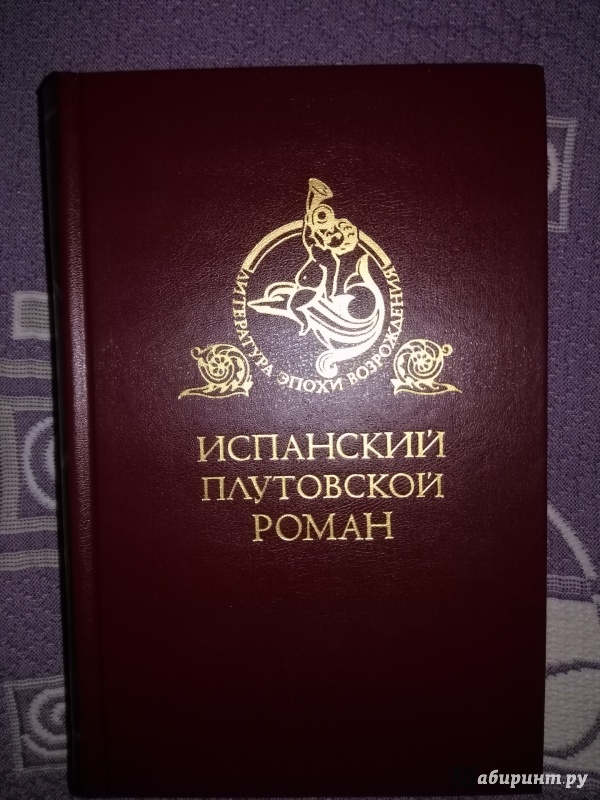 ЛИТЕРАТУРА ЭПОХИ ВОЗРОЖДЕНИЯ
ИСПАНСКИЙ
ПЛУТОВСКОЙ
РОМАН
абиринт.ру